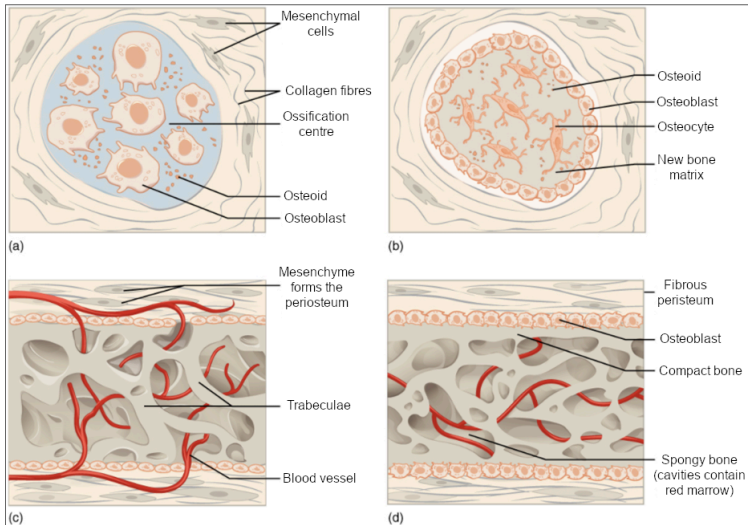 Mesenchymal
cells
Collagen fibres
Ossification
centre
Osteoid
Osteoblast
(a)
Osteoid
Osteoblast
Osteocyte
New bone
matrix
(b)
Mesenchyme
forms the
periosteum
Trabeculae
Blood vessel
(c)
Fibrous
peristeum
Osteoblast
Compact bone
Spongy bone
(cavities contain
red marrow)
(d)